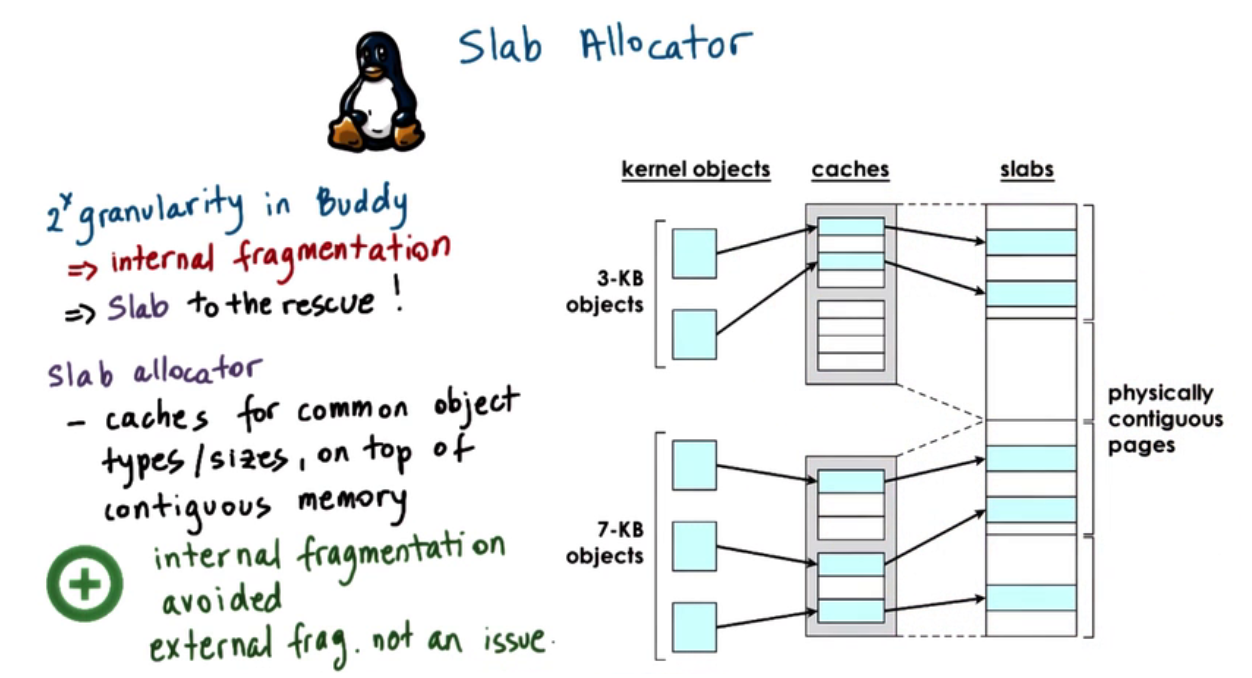 Slab Allocator
2^x granularity in Buddy
=> internal fragmentation
=> Slab to the rescue!
Slab allocator
- caches for common object
types/sizes, on top of
contiguous memory
+
internal fragmentation
avoided
external frag. not an issue.
kernel objects
caches
slabs
3-KB
objects
7-KB
objects
physically
contiguous
pages